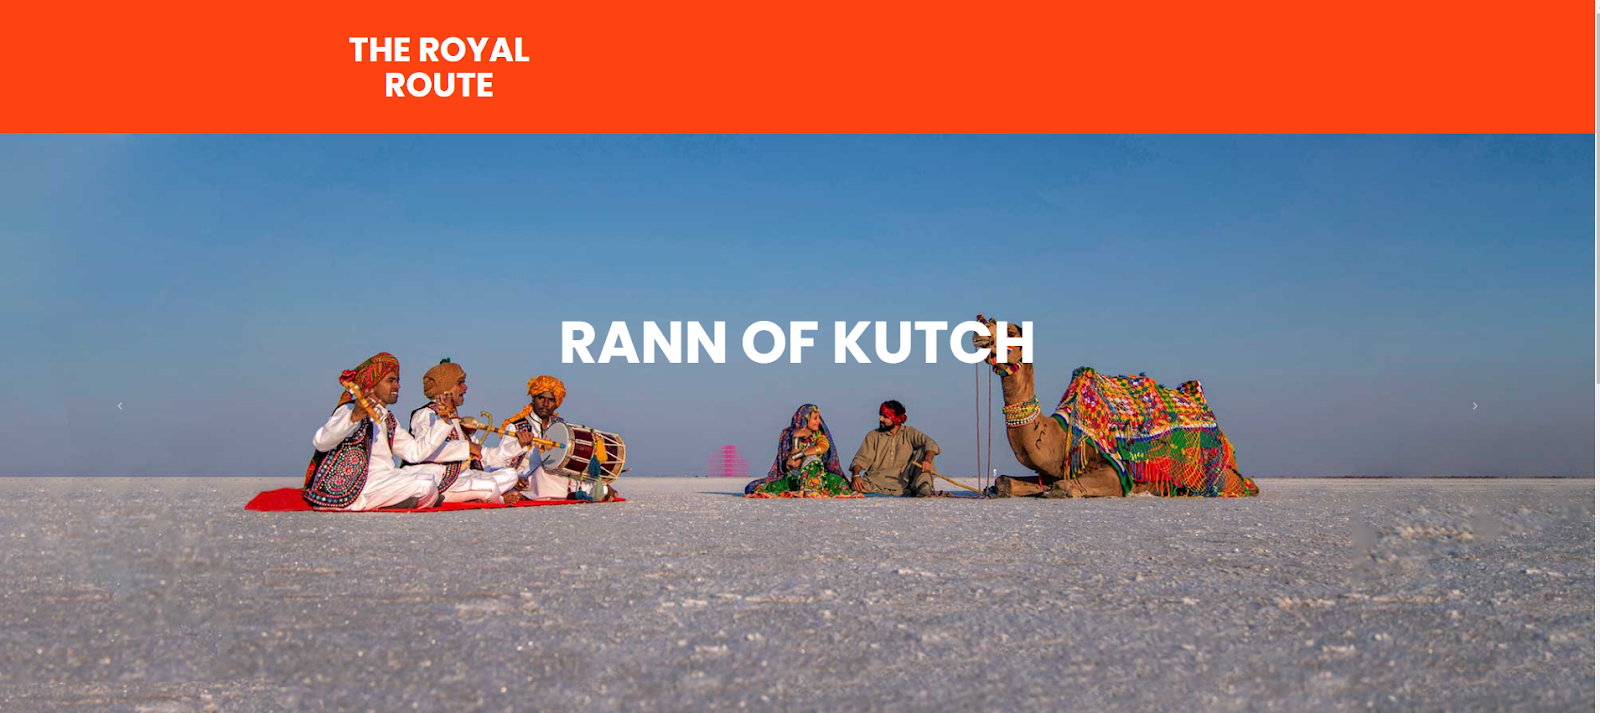 THE ROYAL
ROUTE
RANN OF KUTCH